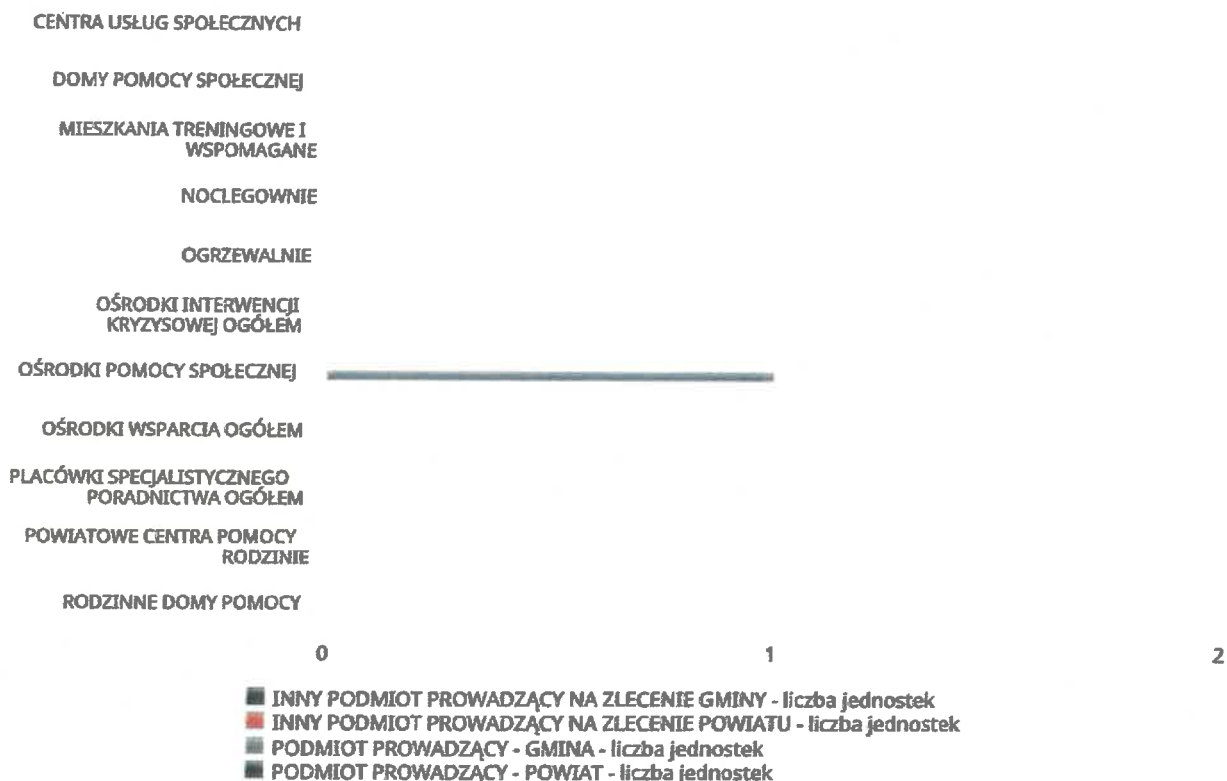 CENTRA USŁUG SPOŁECZNYCH
DOMY POMOCY SPOŁECZNEJ
MIESZKANIA TRENINGOWE I
WSPOMAGANE
NOCLEGOWNIE
OGRZEWALNIE
OŚRODKI INTERWENCJI
KRYZYSOWEJ OGÓŁEM
OŚRODKI POMOCY SPOŁECZNEJ
OŚRODKI WSPARCIA OGÓŁEM
PLACÓWKI SPECJALISTYCZNEGO
PORADNICTWA OGÓŁEM
POWIATOWE CENTRA POMOCY
RODZINIE
RODZINNE DOMY POMOCY
0 1 2
INNY PODMIOT PROWADZĄCY NA ZLECENIE GMINY - liczba jednostek
INNY PODMIOT PROWADZĄCY NA ZLECENIE POWIATU - liczba jednostek
PODMIOT PROWADZĄCY - GMINA - liczba jednostek
PODMIOT PROWADZĄCY - POWIAT - liczba jednostek